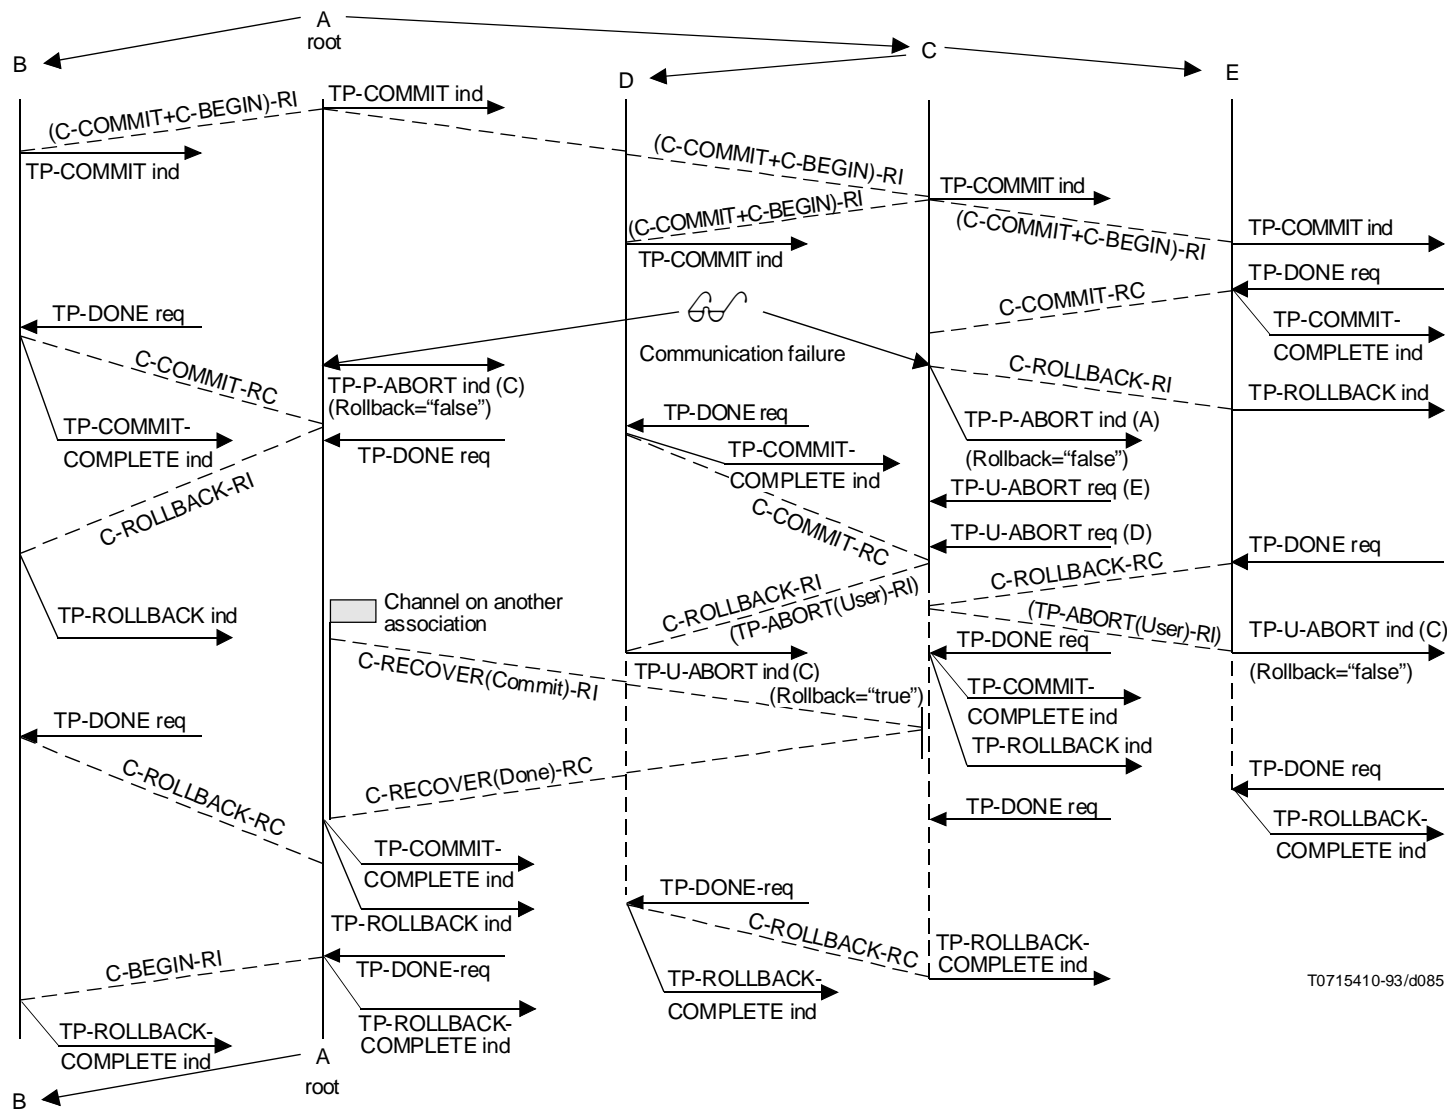 A
root
B
C
D
E
TP-COMMIT ind
(C-COMMIT+C-BEGIN)-RI
TP-COMMIT ind
(C-COMMIT+C-BEGIN)-RI
TP-COMMIT ind
(C-COMMIT+C-BEGIN)-RI
(C-COMMIT+C-BEGIN)-RI
TP-COMMIT ind
TP-COMMIT ind
TP-DONE req
C-COMMIT-RC
TP-COMMIT-
COMPLETE ind
TP-DONE req
Communication failure
C-COMMIT-RC
C-ROLLBACK-RI
TP-P-ABORT ind (C)
(Rollback=“false”)
TP-ROLLBACK ind
TP-DONE req
TP-P-ABORT ind (A)
(Rollback=“false”)
TP-COMMIT-
COMPLETE ind
TP-DONE req
TP-COMMIT-
COMPLETE ind
C-ROLLBACK-RI
TP-U-ABORT req (E)
C-COMMIT-RC
TP-U-ABORT req (D)
TP-DONE req
C-ROLLBACK-RC
C-ROLLBACK-RI
(TP-ABORT(User)-RI)
TP-ROLLBACK ind
Channel on another
association
(TP-ABORT(User)-RI)
TP-U-ABORT ind (C)
(Rollback=“false”)
TP-DONE req
C-RECOVER(Commit)-RI
TP-U-ABORT ind (C)
(Rollback=“true”)
TP-COMMIT-
COMPLETE ind
TP-ROLLBACK ind
TP-DONE req
C-ROLLBACK-RC
C-RECOVER(Done)-RC
TP-DONE req
TP-DONE req
TP-ROLLBACK-
COMPLETE ind
TP-COMMIT-
COMPLETE ind
TP-ROLLBACK ind
TP-DONE-req
C-ROLLBACK-RC
TP-ROLLBACK-
COMPLETE ind
C-BEGIN-RI
TP-DONE-req
TP-ROLLBACK-
COMPLETE ind
T0715410-93/d085
TP-ROLLBACK-
COMPLETE ind
TP-ROLLBACK-
COMPLETE ind
A
root
B